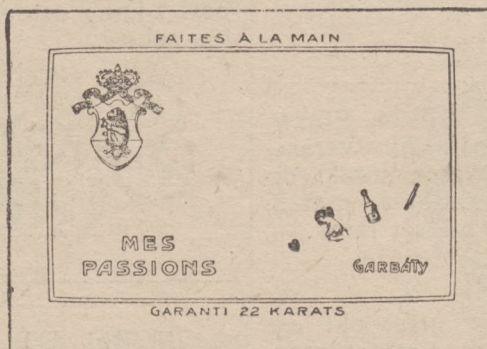 FAITES À LA MAIN
MES
PASSIONS
GARBÁTY
GARANTI 22 KARATS